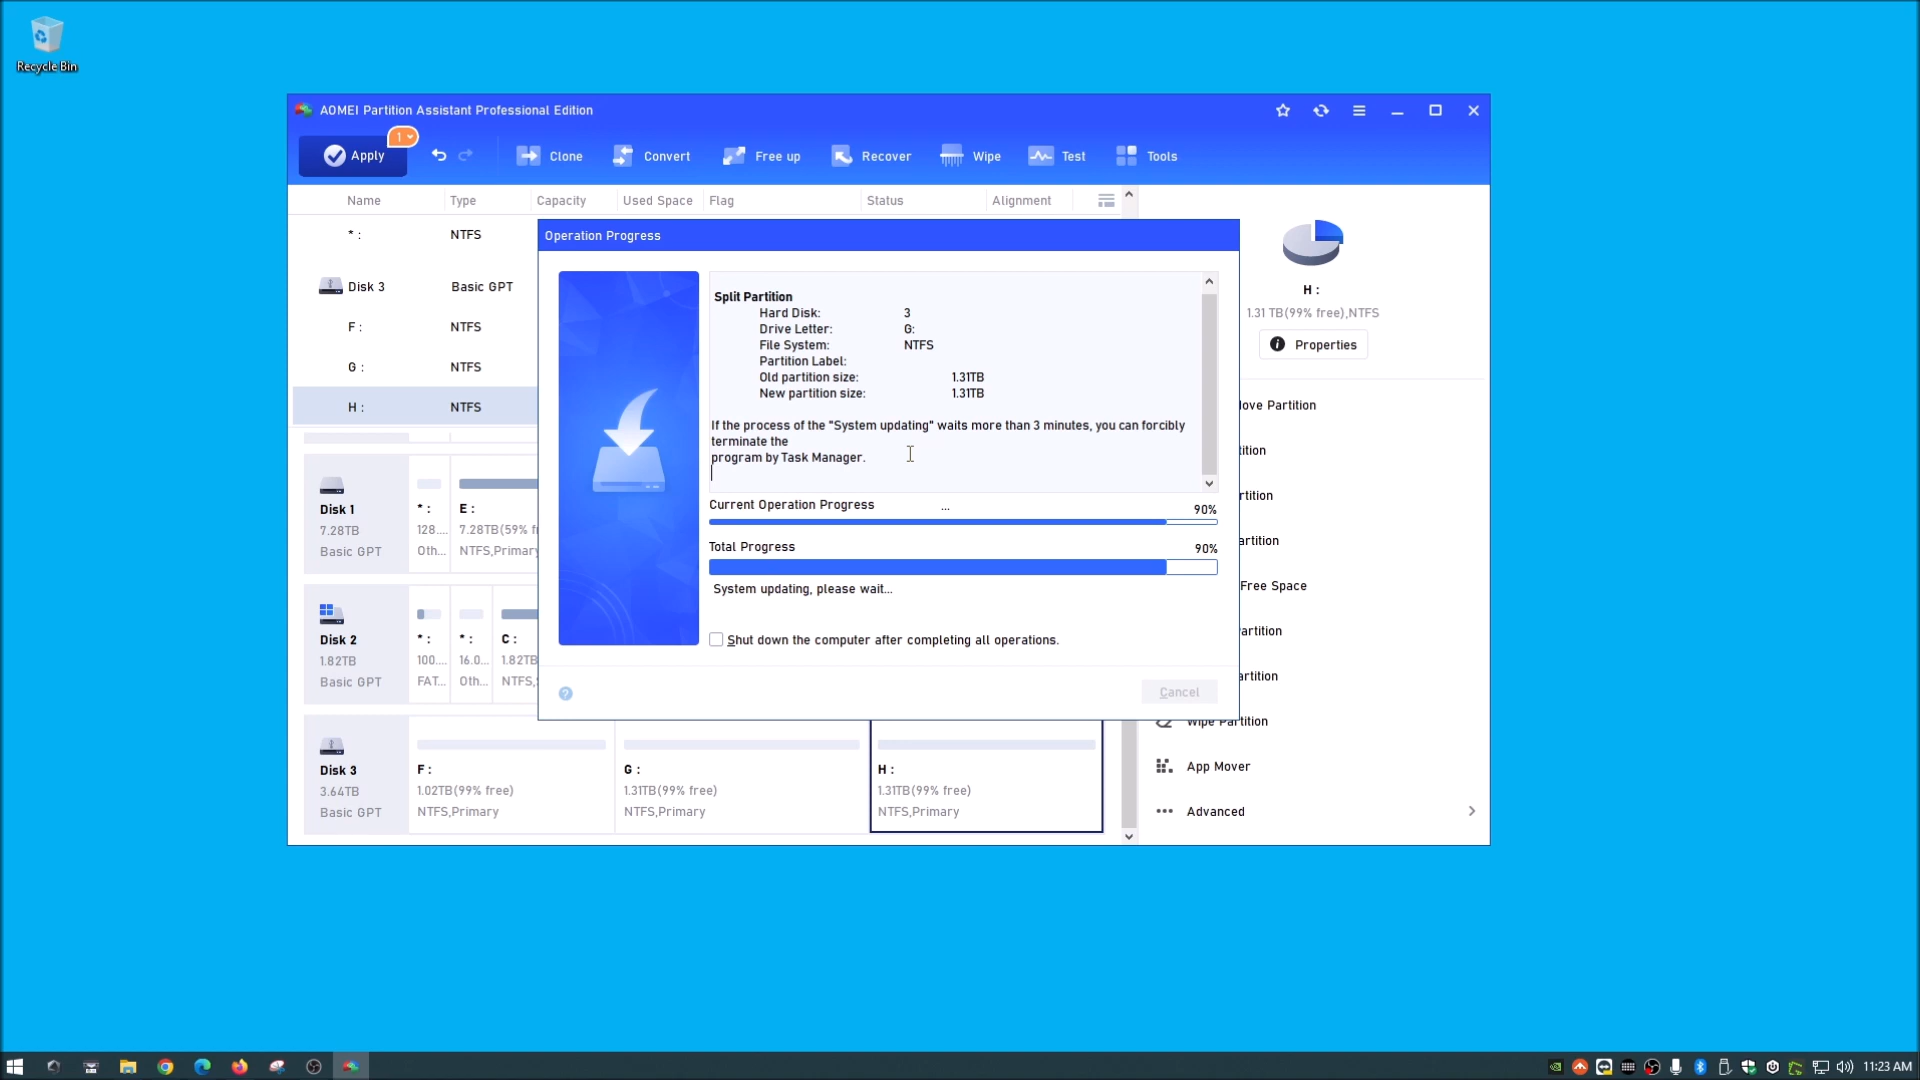 Recycle Bin
AOMEI Partition Assistant Professional Edition
Apply
1
Clone
Convert
Free up
Recover
Wipe
Test
Tools
Name Type Capacity Used Space Flag Status Alignment
* : NTFS
Disk 3 Basic GPT
F : NTFS
G : NTFS
H : NTFS
Operation Progress
Split Partition
Hard Disk: 3
Drive Letter: G:
File System: NTFS
Partition Label:
Old partition size: 1.31TB
New partition size: 1.31TB
If the process of the "System updating" waits more than 3 minutes, you can forcibly
terminate the
program by Task Manager.
Current Operation Progress ... 90%
Total Progress 90%
System updating, please wait...
Shut down the computer after completing all operations.
?
Cancel
H :
1.31 TB(99% free),NTFS
Properties
ove Partition
ition
rtition
artition
Free Space
artition
artition
Wipe Partition
App Mover
Advanced
Disk 1
7.28TB
Basic GPT
* :
128....
Oth...
E :
7.28TB(59% f
NTFS,Primary
Disk 2
1.82TB
Basic GPT
* :
100....
FAT...
* :
16.0...
Oth...
C :
1.82TB
NTFS,
Disk 3
3.64TB
Basic GPT
F :
1.02TB(99% free)
NTFS,Primary
G :
1.31TB(99% free)
NTFS,Primary
H :
1.31TB(99% free)
NTFS,Primary
11:23 AM